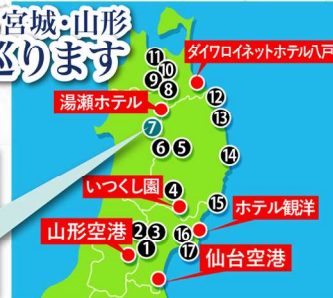 宮城・山形
巡ります
ダイワロイネットホテル八戸
11
10
9
8
12
湯瀬ホテル
13
7
6 5
14
いつくし園
4
15
ホテル観洋
山形空港
2 3
16
1
17
仙台空港